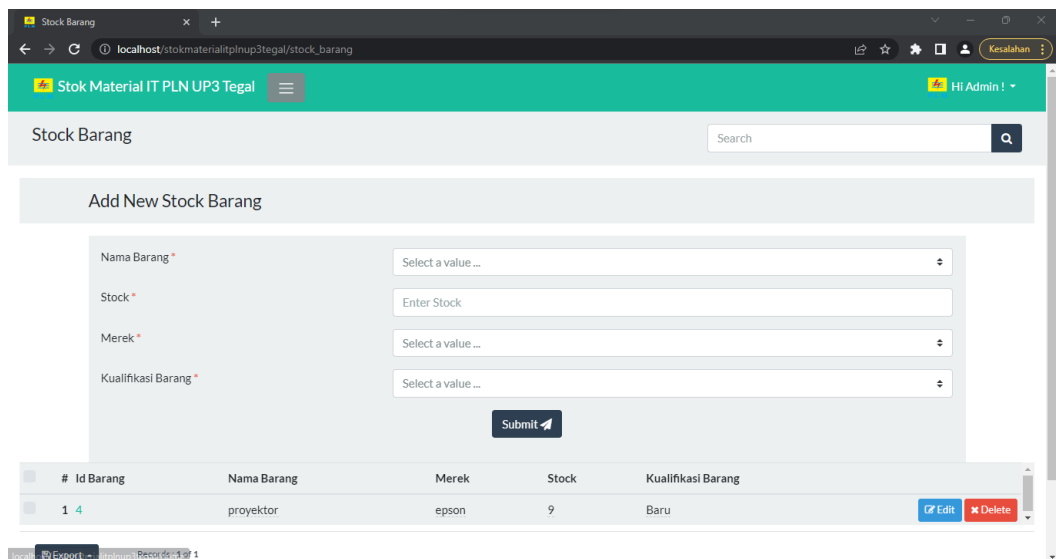 Stock Barang
localhost/stokmaterialitplnup3tegal/stock_barang
Kesalahan
Stok Material IT PLN UP3 Tegal
Hi Admin !
Stock Barang
Search
Add New Stock Barang
Nama Barang *
Select a value ...
Stock *
Enter Stock
Merek *
Select a value ...
Kualifikasi Barang *
Select a value ...
Submit
# Id Barang Nama Barang Merek Stock Kualifikasi Barang
1 4 proyektor epson 9 Baru Edit Delete
Export Records : 1 of 1